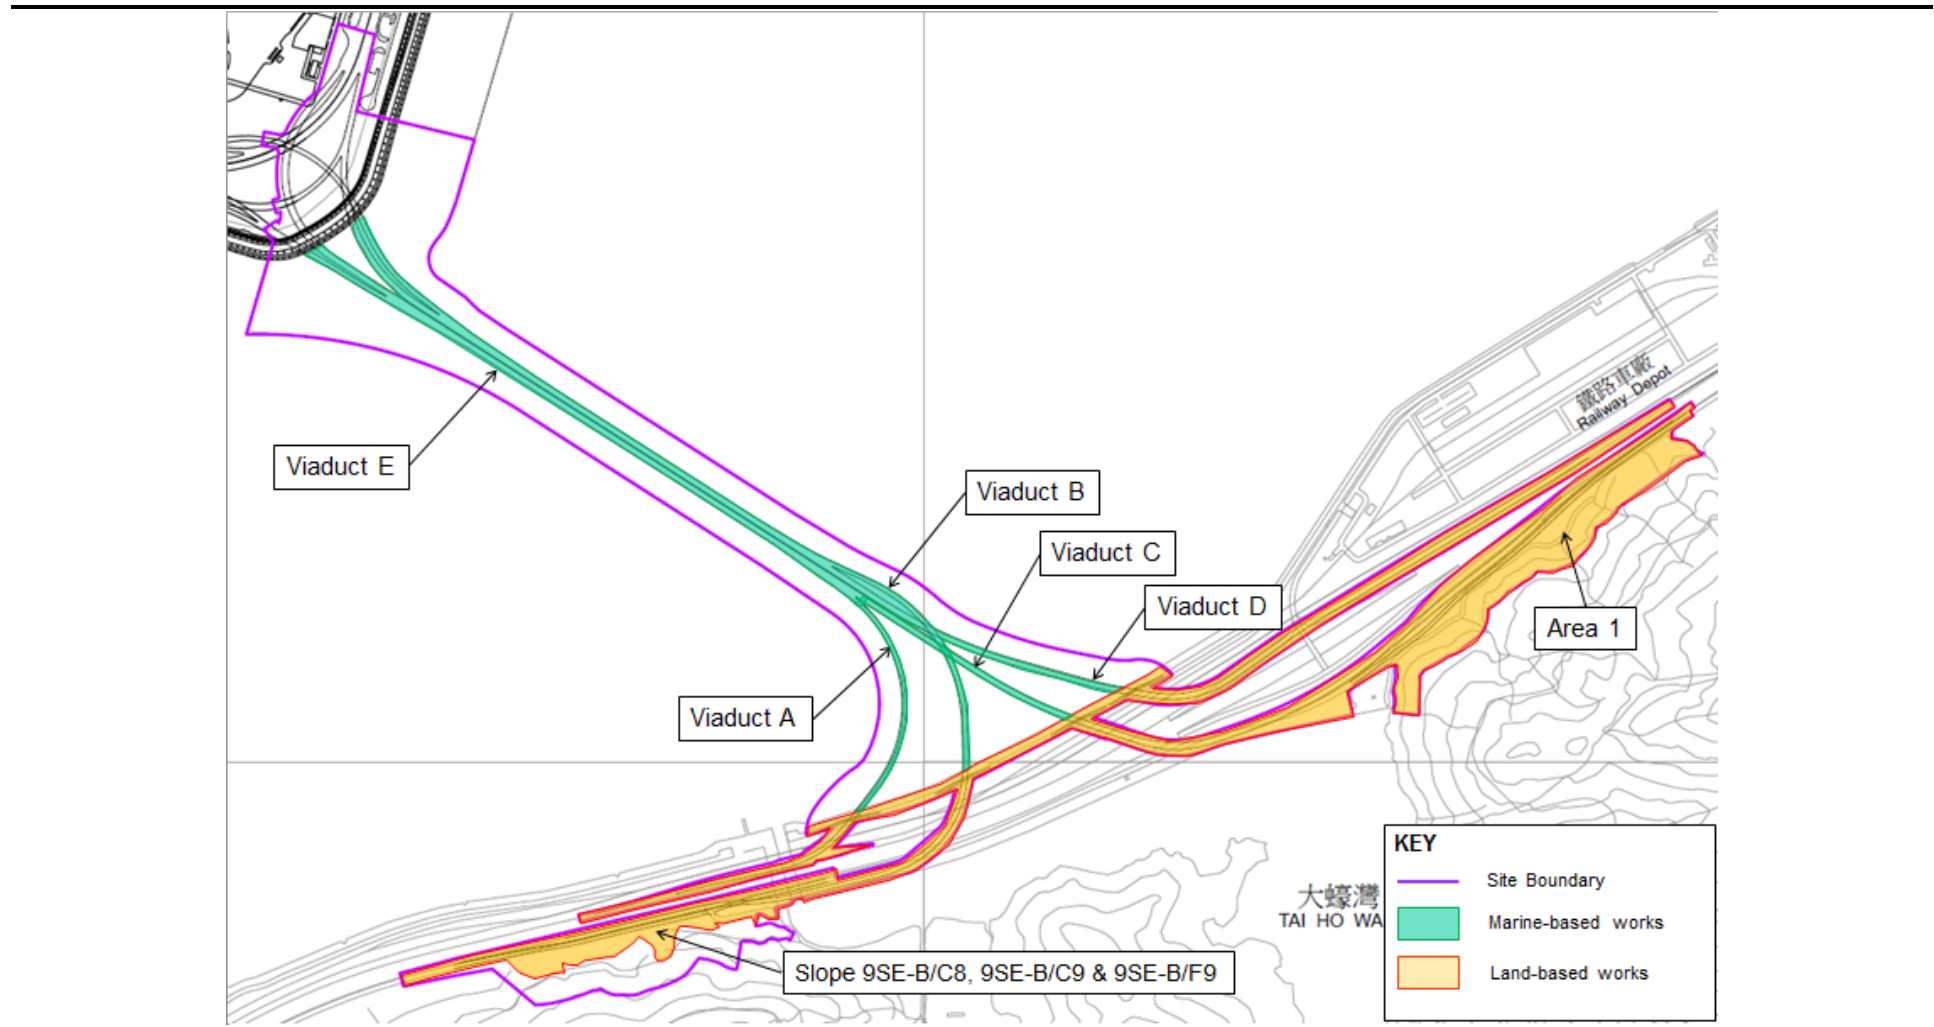 鐵路車廠
Railway Depot
Viaduct E
Viaduct B
Viaduct C
Viaduct D
Area 1
Viaduct A
KEY
Site Boundary
大蠔灣
TAI HO WA
Marine-based works
Slope 9SE-B/C8, 9SE-B/C9 & 9SE-B/F9
Land-based works